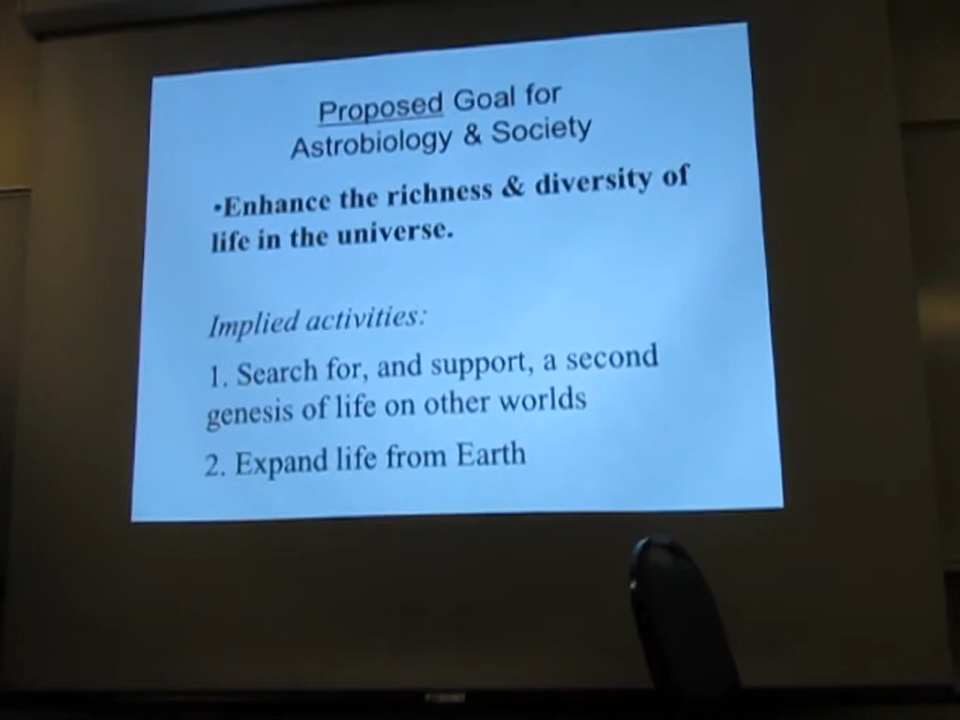 Proposed Goal for
Astrobiology & Society
•Enhance the richness & diversity of
life in the universe.
Implied activities:
1. Search for, and support, a second
genesis of life on other worlds
2. Expand life from Earth